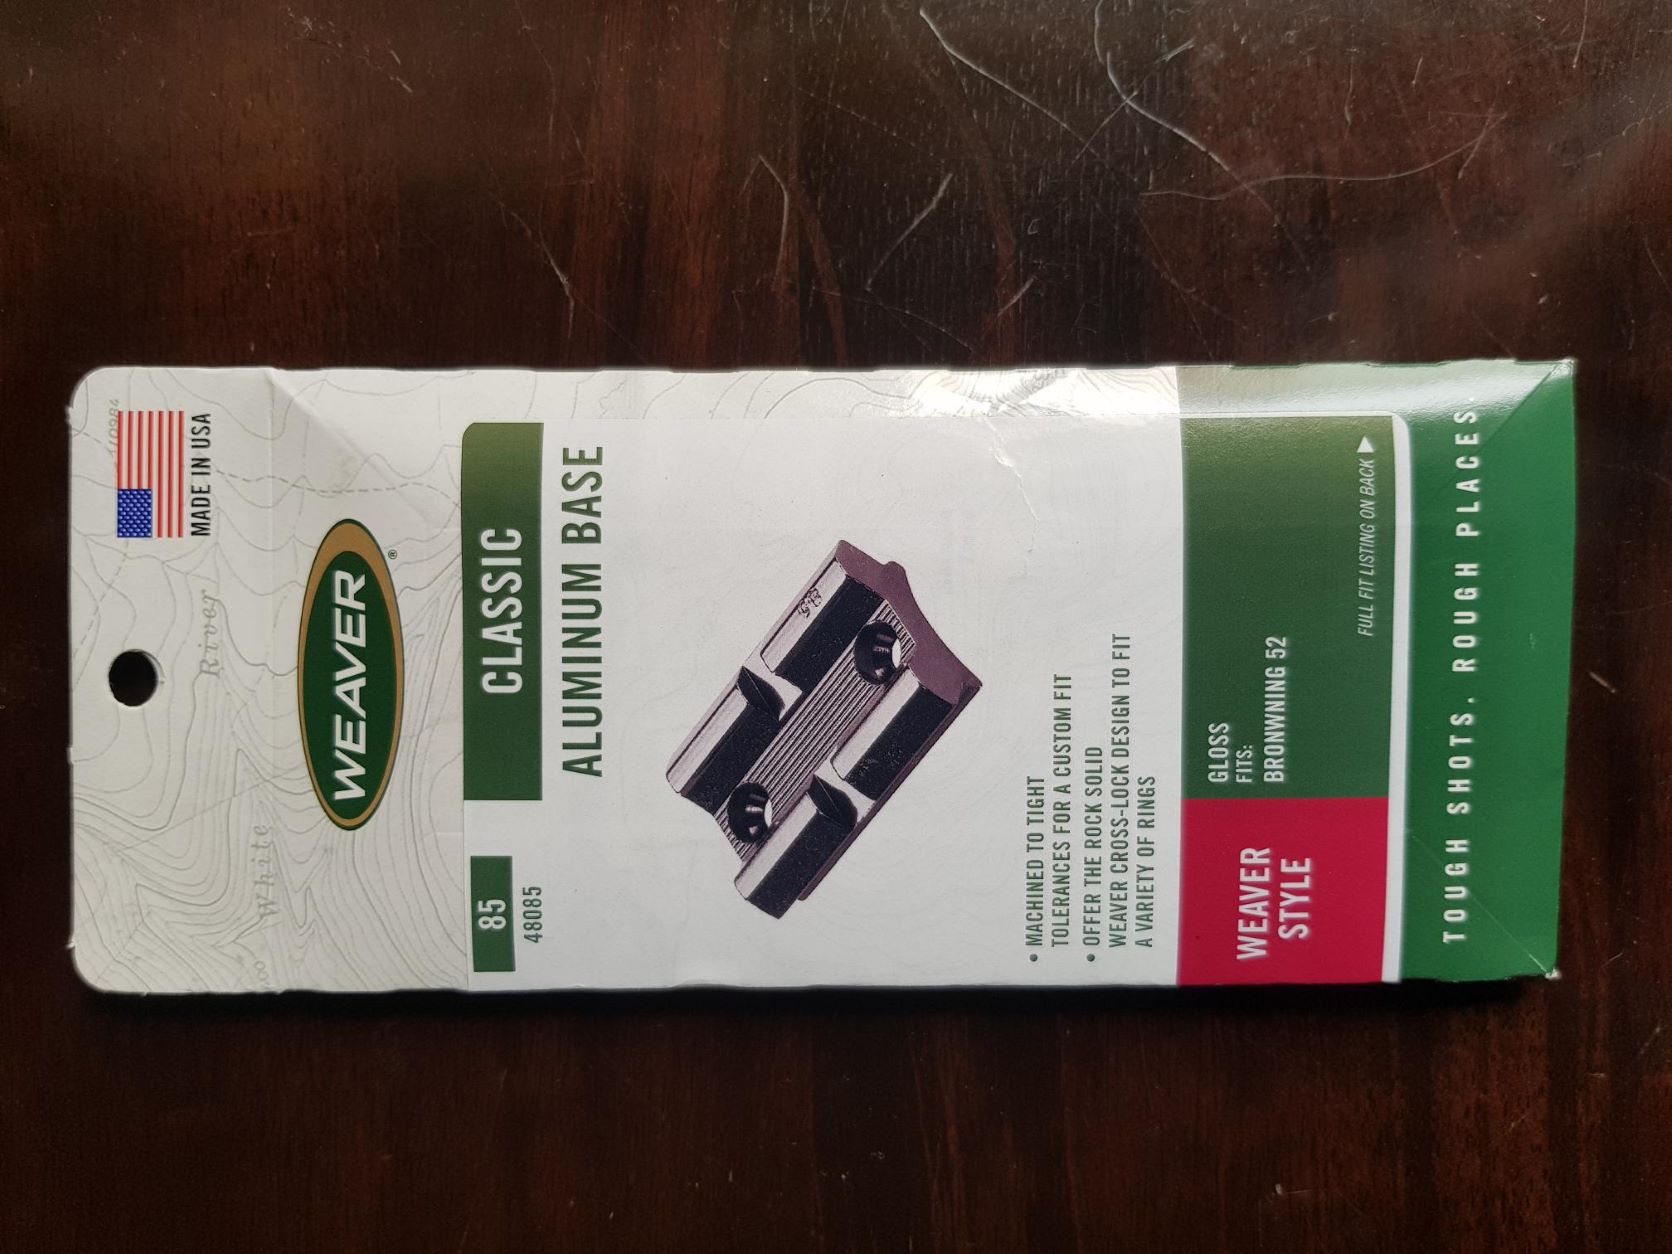 110984
MADE IN USA
River
White
WEAVER®
85
CLASSIC
48085
ALUMINUM BASE
85
• MACHINED TO TIGHT
TOLERANCES FOR A CUSTOM FIT
• OFFER THE ROCK SOLID
WEAVER CROSS-LOCK DESIGN TO FIT
A VARIETY OF RINGS
WEAVER
STYLE
GLOSS
FITS:
BRONWNING 52
FULL FIT LISTING ON BACK ▶
TOUGH SHOTS. ROUGH PLACES.